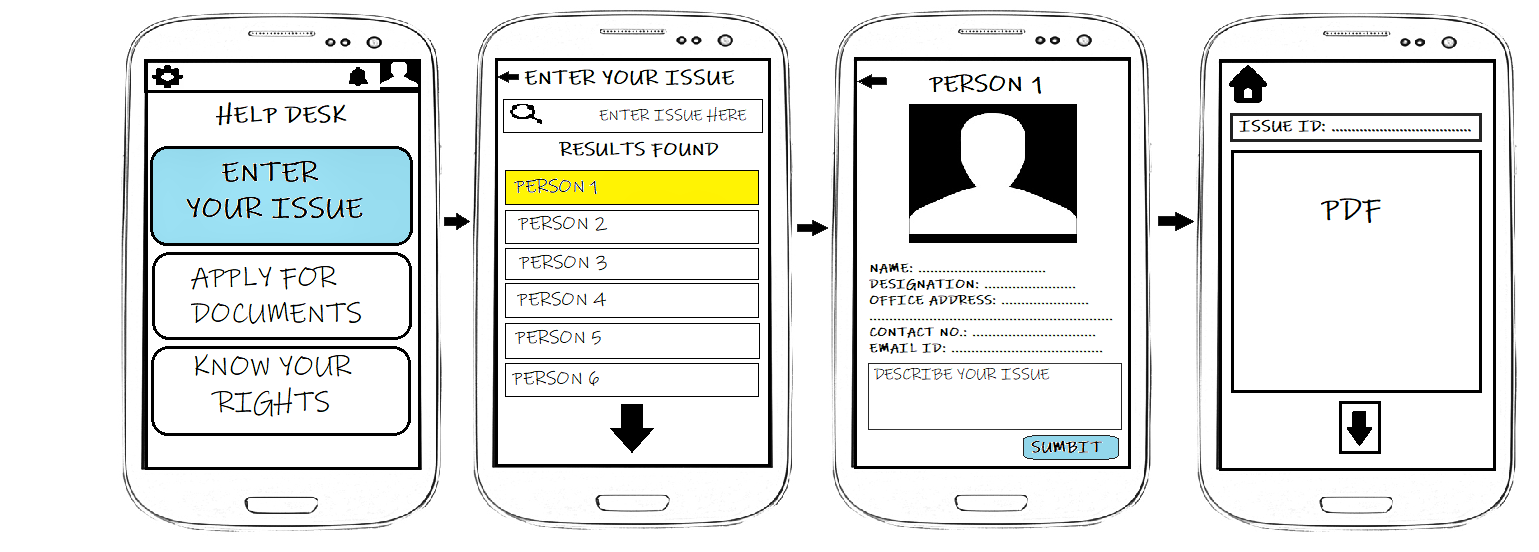 HELP DESK
ENTER
YOUR ISSUE
APPLY FOR
DOCUMENTS
KNOW YOUR
RIGHTS
ENTER YOUR ISSUE
ENTER ISSUE HERE
RESULTS FOUND
PERSON 1
PERSON 2
PERSON 3
PERSON 4
PERSON 5
PERSON 6
PERSON 1
NAME: ..............................
DESIGNATION: ......................
OFFICE ADDRESS: .....................
..........................................................
CONTACT NO.: .............................
EMAIL ID: ....................................
DESCRIBE YOUR ISSUE
SUMBIT
ISSUE ID: ......................................
PDF